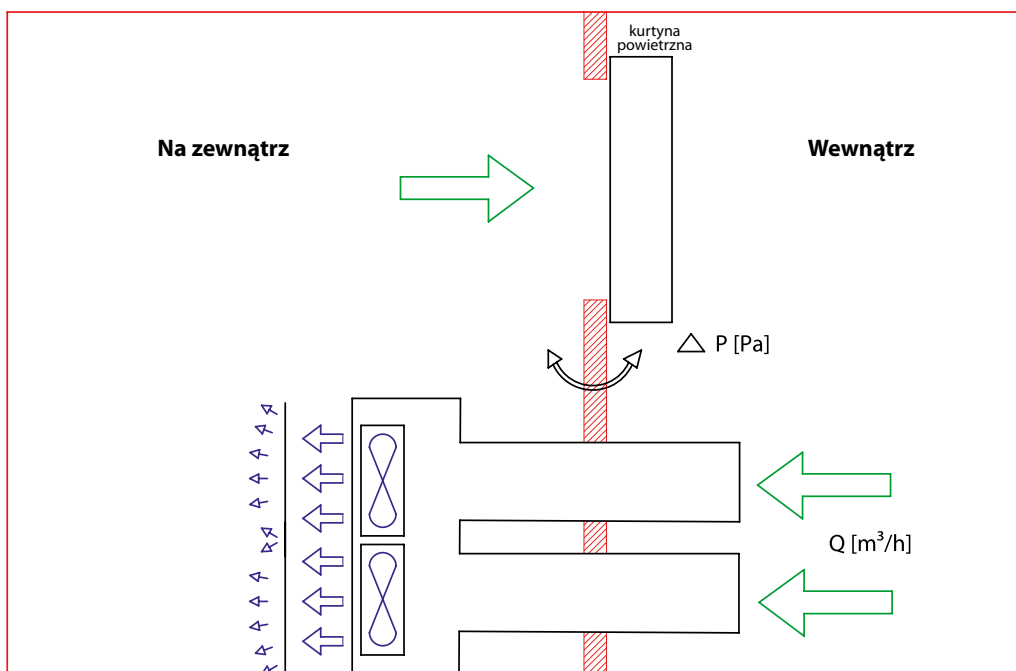 kurtyna
powietrzna
Na zewnątrz
Wewnątrz
△ P [Pa]
Q [m³/h]